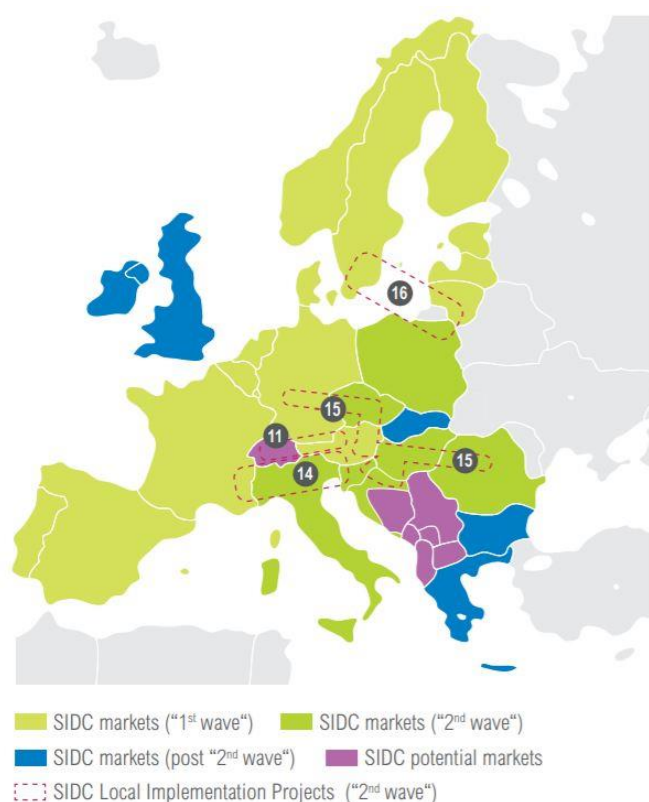 16
15
11
14
15
SIDC markets (“1st wave“) SIDC markets (“2nd wave“)
SIDC markets (post “2nd wave“) SIDC potential markets
SIDC Local Implementation Projects (“2nd wave“)